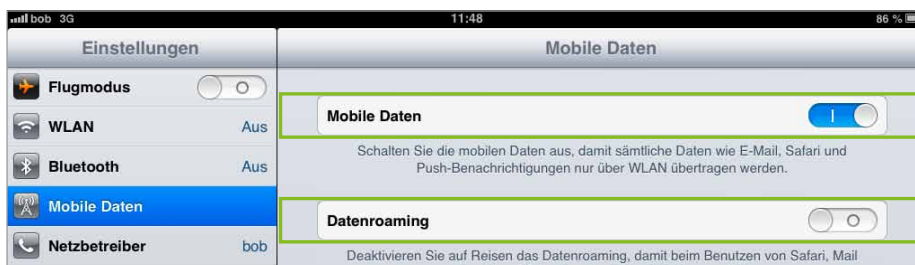 bob 3G 11:48 86 %
Einstellungen
Mobile Daten
Flugmodus
WLAN Aus
Bluetooth Aus
Mobile Daten
Netzbetreiber bob
Mobile Daten
Schalten Sie die mobilen Daten aus, damit sämtliche Daten wie E-Mail, Safari und
Push-Benachrichtigungen nur über WLAN übertragen werden.
Datenroaming
Deaktivieren Sie auf Reisen das Datenroaming, damit beim Benutzen von Safari, Mail